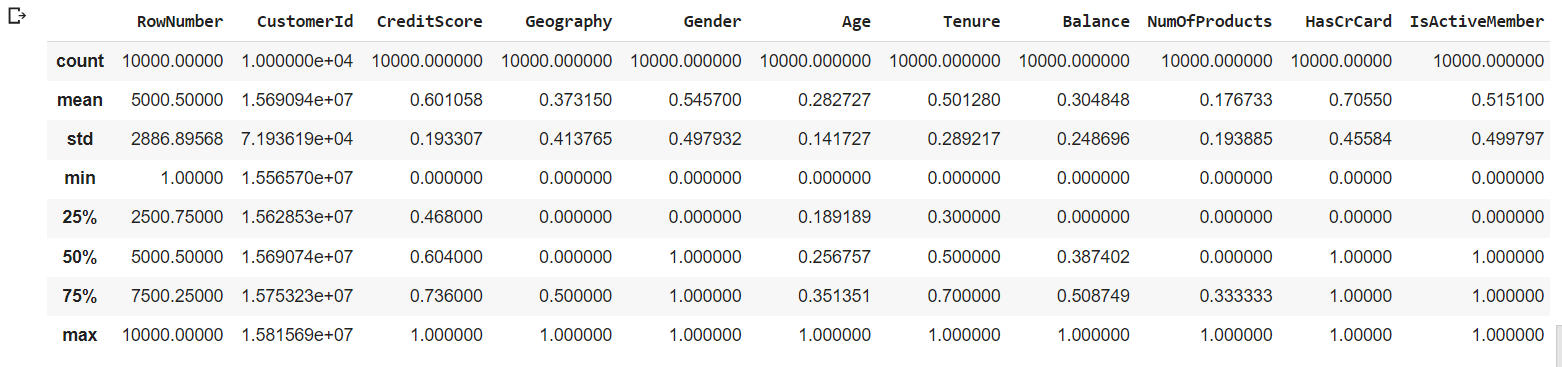 RowNumber CustomerId CreditScore Geography Gender Age Tenure Balance NumOfProducts HasCrCard IsActiveMember
count 10000.00000 1.000000e+04 10000.000000 10000.000000 10000.000000 10000.000000 10000.000000 10000.000000 10000.000000 10000.00000 10000.000000
mean 5000.50000 1.569094e+07 0.601058 0.373150 0.545700 0.282727 0.501280 0.304848 0.176733 0.70550 0.515100
std 2886.89568 7.193619e+04 0.193307 0.413765 0.497932 0.141727 0.289217 0.248696 0.193885 0.45584 0.499797
min 1.00000 1.556570e+07 0.000000 0.000000 0.000000 0.000000 0.000000 0.000000 0.000000 0.00000 0.000000
25% 2500.75000 1.562853e+07 0.468000 0.000000 0.000000 0.189189 0.300000 0.000000 0.000000 0.00000 0.000000
50% 5000.50000 1.569074e+07 0.604000 0.000000 1.000000 0.256757 0.500000 0.387402 0.000000 1.00000 1.000000
75% 7500.25000 1.575323e+07 0.736000 0.500000 1.000000 0.351351 0.700000 0.508749 0.333333 1.00000 1.000000
max 10000.00000 1.581569e+07 1.000000 1.000000 1.000000 1.000000 1.000000 1.000000 1.000000 1.00000 1.000000